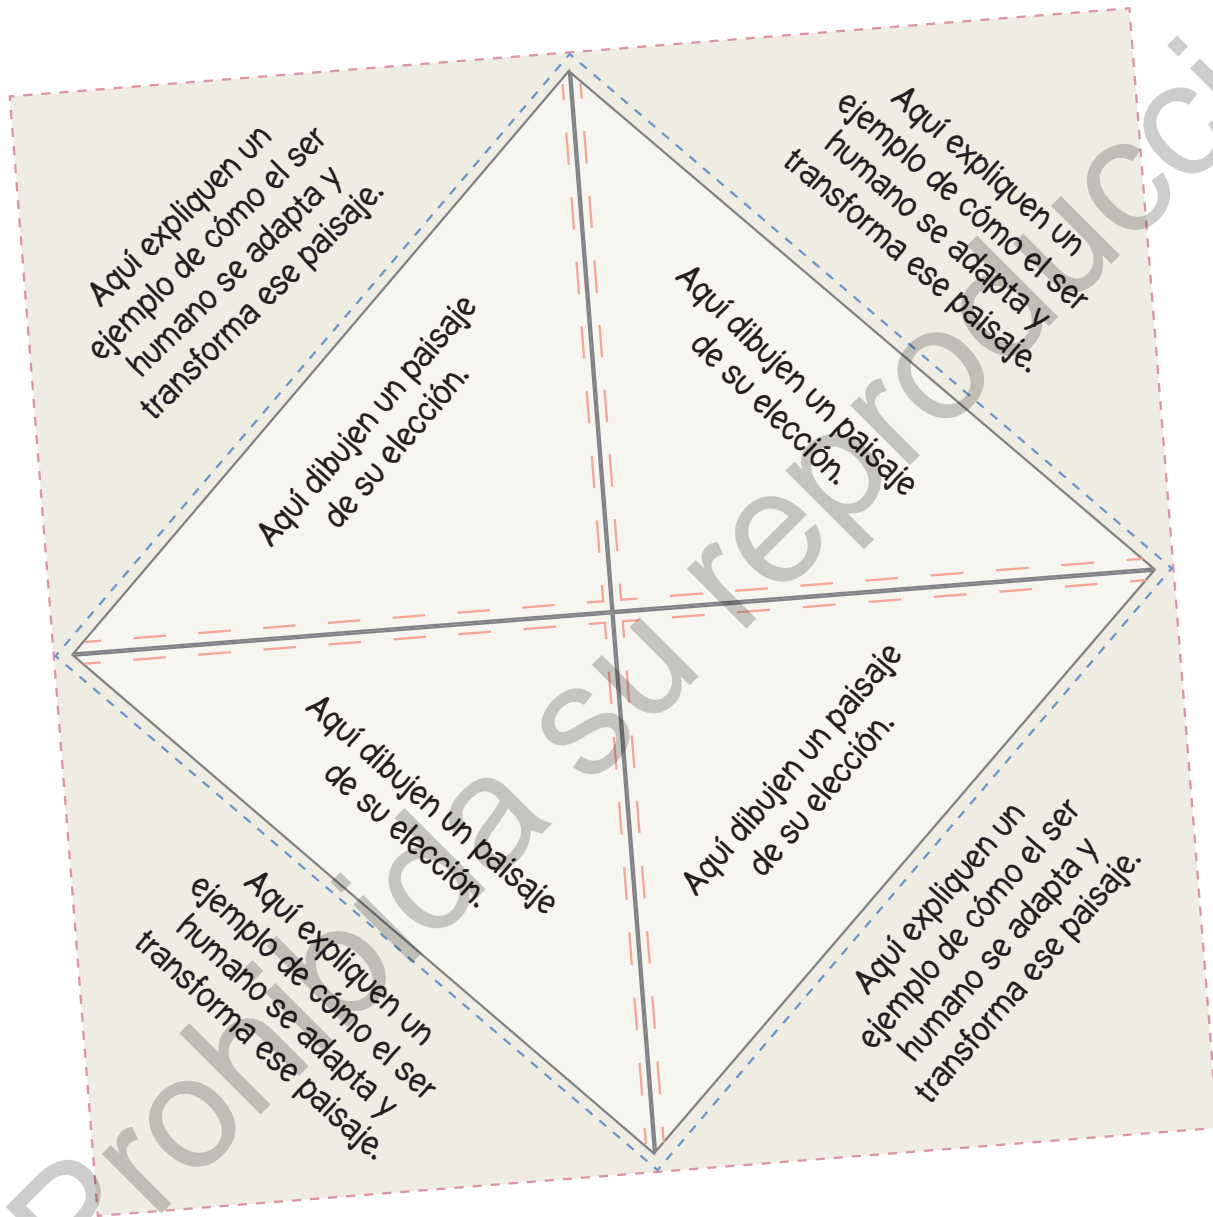 Aquí expliquen un
ejemplo de cómo el ser
humano se adapta y
transforma ese paisaje.
Aquí expliquen un
ejemplo de cómo el ser
humano se adapta y
transforma ese paisaje.
Aquí dibujen un paisaje
de su elección.
Aquí dibujen un paisaje
de su elección.
Aquí dibujen un paisaje
de su elección.
Aquí dibujen un paisaje
de su elección.
Aquí expliquen un
ejemplo de cómo el ser
humano se adapta y
transforma ese paisaje.
Aquí expliquen un
ejemplo de cómo el ser
humano se adapta y
transforma ese paisaje.
Prohibida su reproducci